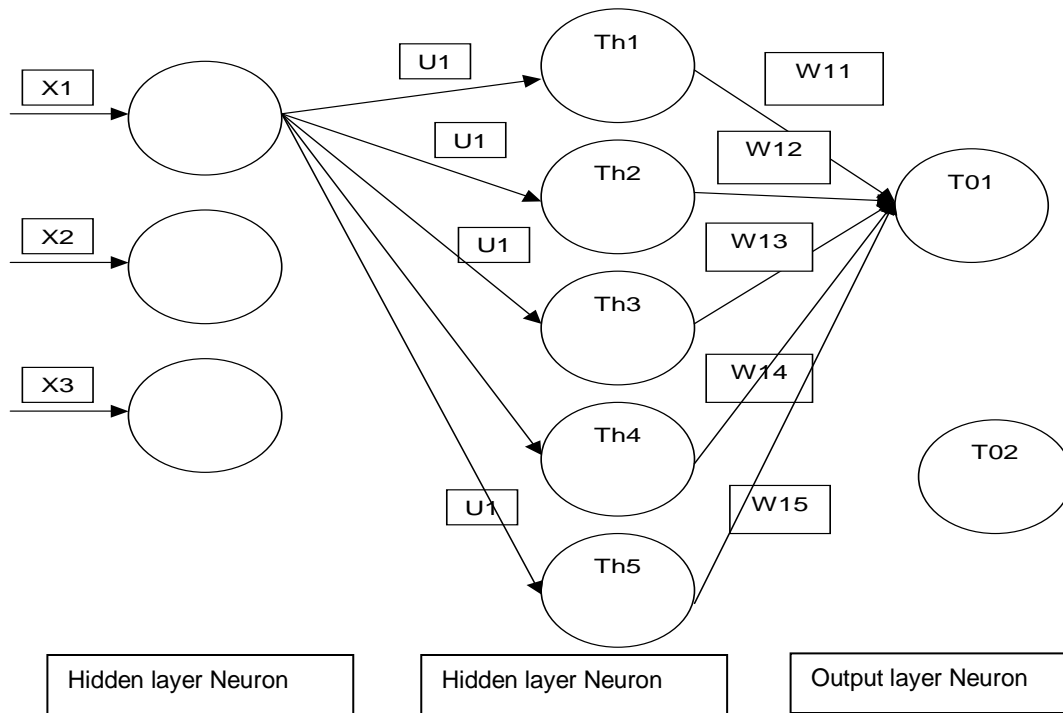 Th1
U1
W11
X1
U1
W12
Th2
T01
X2
U1
W13
Th3
X3
W14
Th4
T02
U1
W15
Th5
Hidden layer Neuron
Hidden layer Neuron
Output layer Neuron